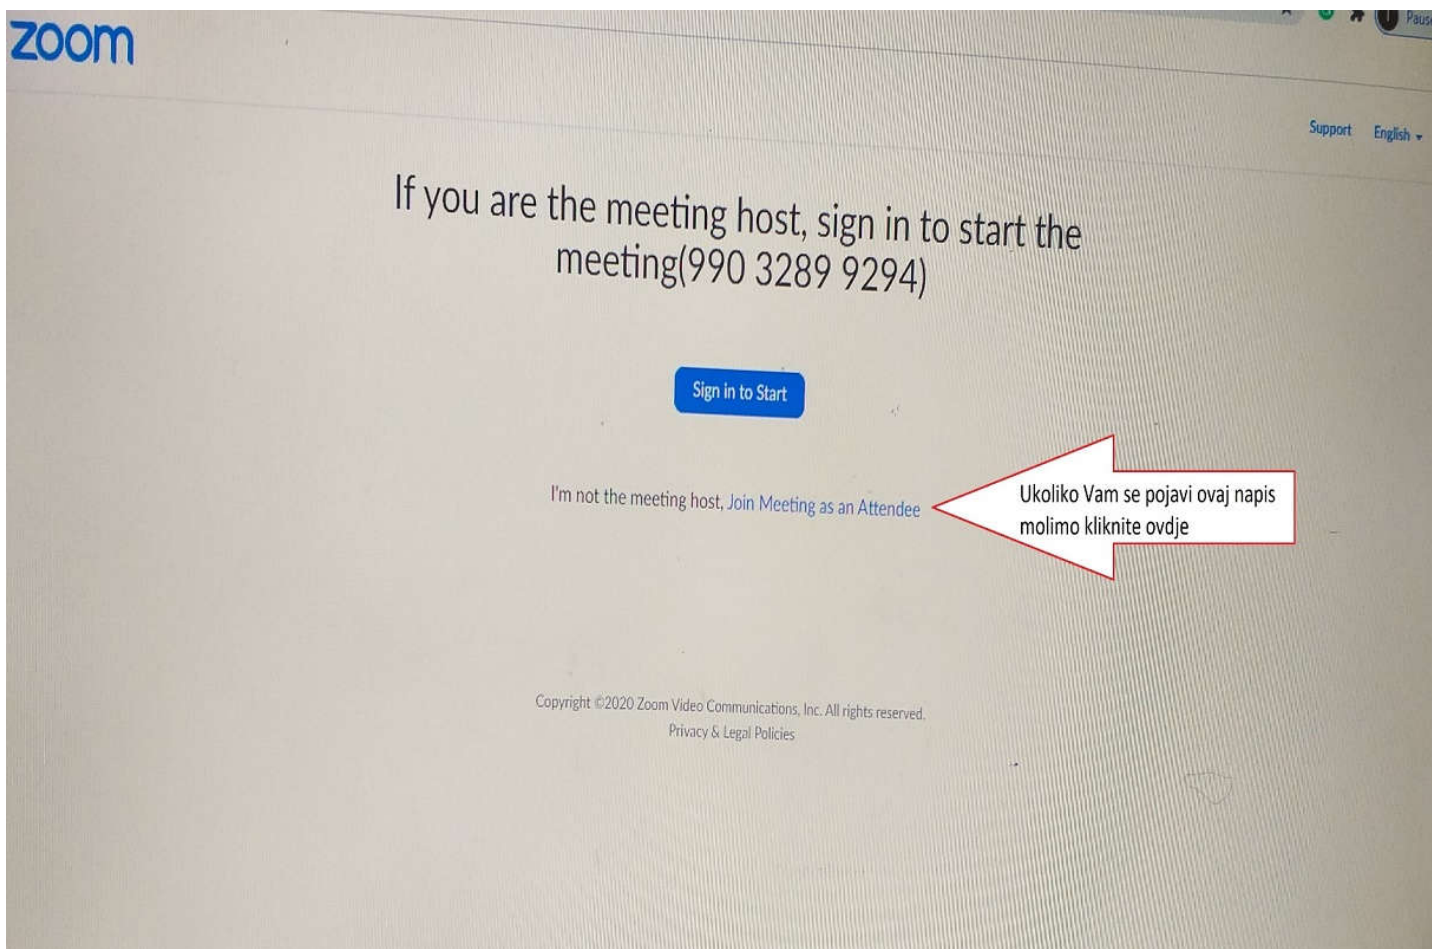 Paus
zoom
Support English
If you are the meeting host, sign in to start the
meeting(990 3289 9294)
Sign in to Start
I'm not the meeting host, Join Meeting as an Attendee
Ukoliko Vam se pojavi ovaj napis
molimo kliknite ovdje
Copyright ©2020 Zoom Video Communications, Inc. All rights reserved.
Privacy & Legal Policies